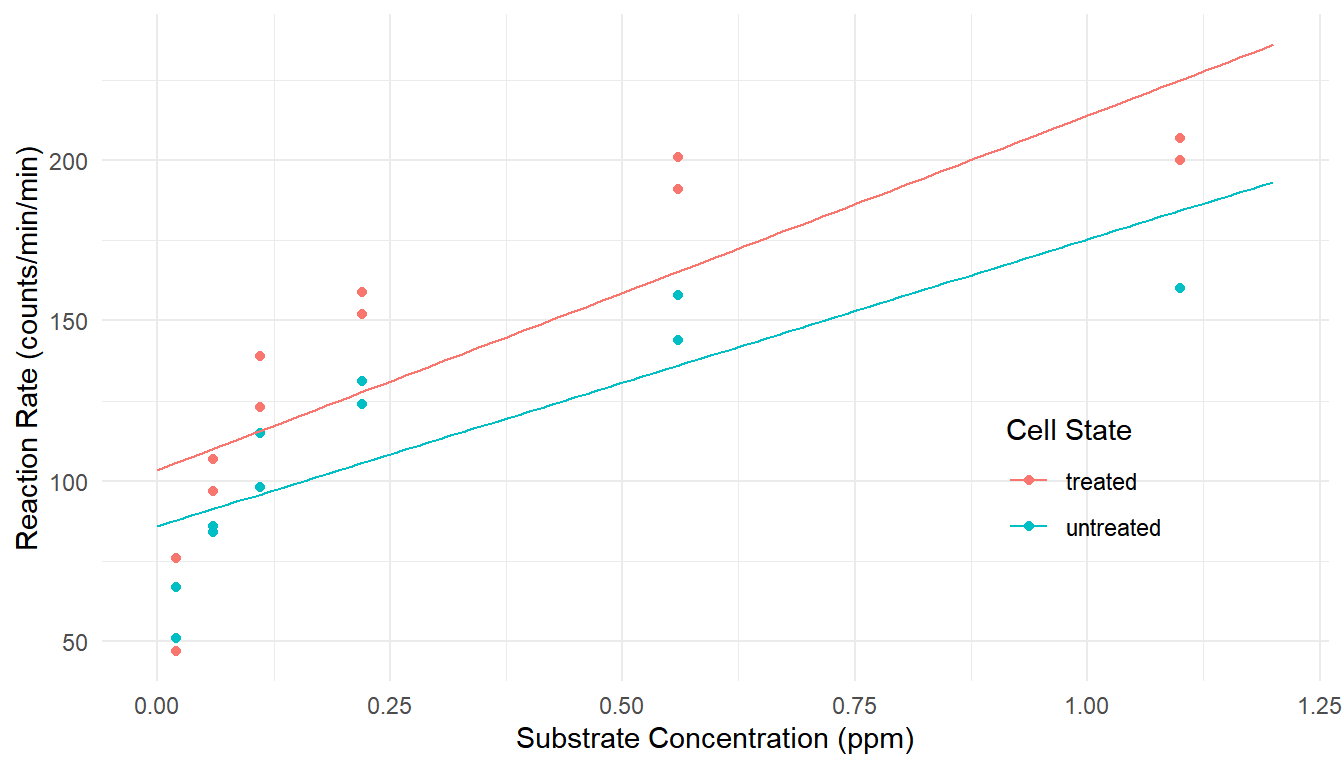 Reaction Rate (counts/min/min)
200
150
100
50
Cell State
treated
untreated
0.00 0.25 0.50 0.75 1.00 1.25
Substrate Concentration (ppm)